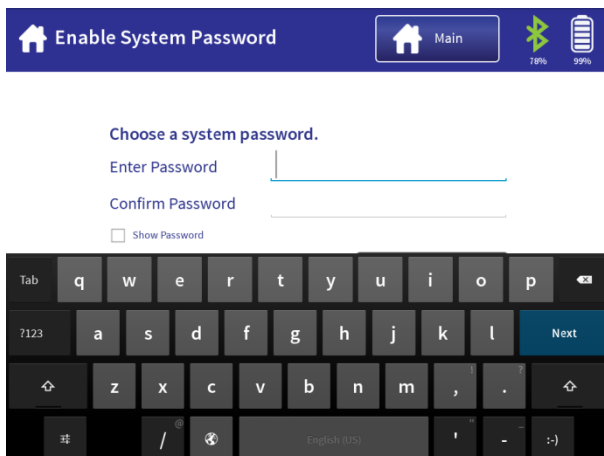 Enable System Password
Main
78%
99%
Choose a system password.
Enter Password
Confirm Password
Show Password
Tab q w e r t y u i o p
?123 a s d f g h j k l Next
z x c v b n m , ! . ?
/ @ English (US) ' " - _ :-)